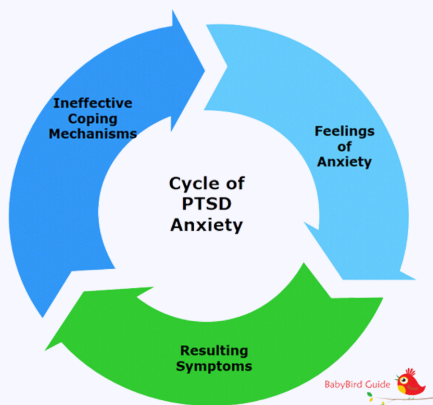 Ineffective
Coping
Mechanisms
Feelings
of
Anxiety
Cycle of
PTSD
Anxiety
Resulting
Symptoms
BabyBird Guide